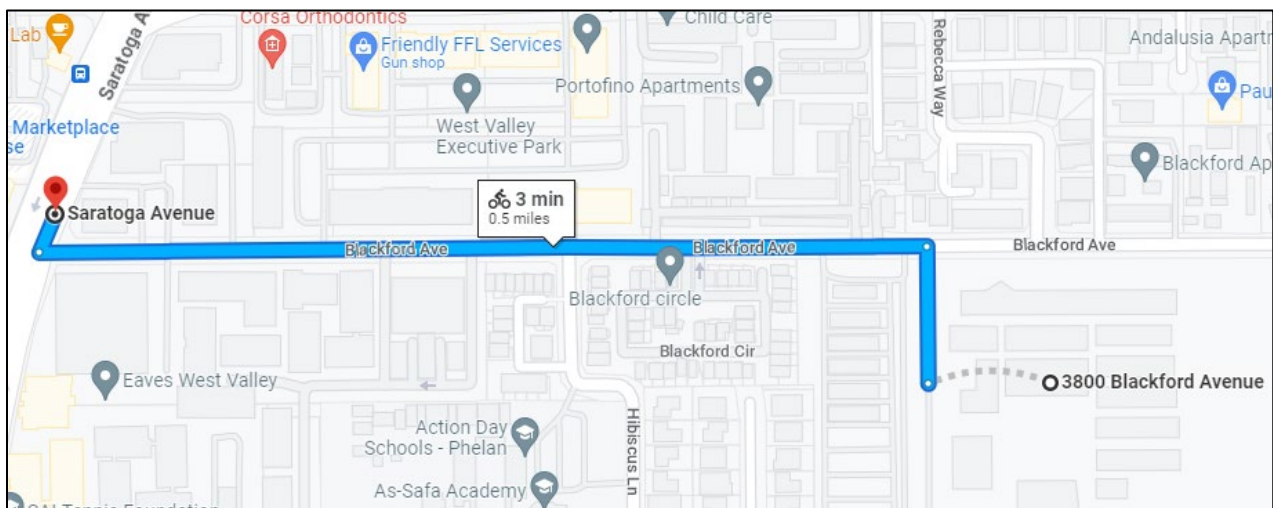 Lab
Saratoga A
Corsa Orthodontics
Friendly FFL Services
Gun shop
Child Care
Rebecca Way
Andalusia Apartm
Portofino Apartments
Pau
Marketplace
se
West Valley
Executive Park
Blackford Ap
3 min
0.5 miles
Saratoga Avenue
Blackford Ave
Blackford Ave
Blackford Ave
Blackford circle
Blackford Cir
Eaves West Valley
3800 Blackford Avenue
Hibiscus Ln
Action Day
Schools - Phelan
As-Safa Academy
Tennis Foundation